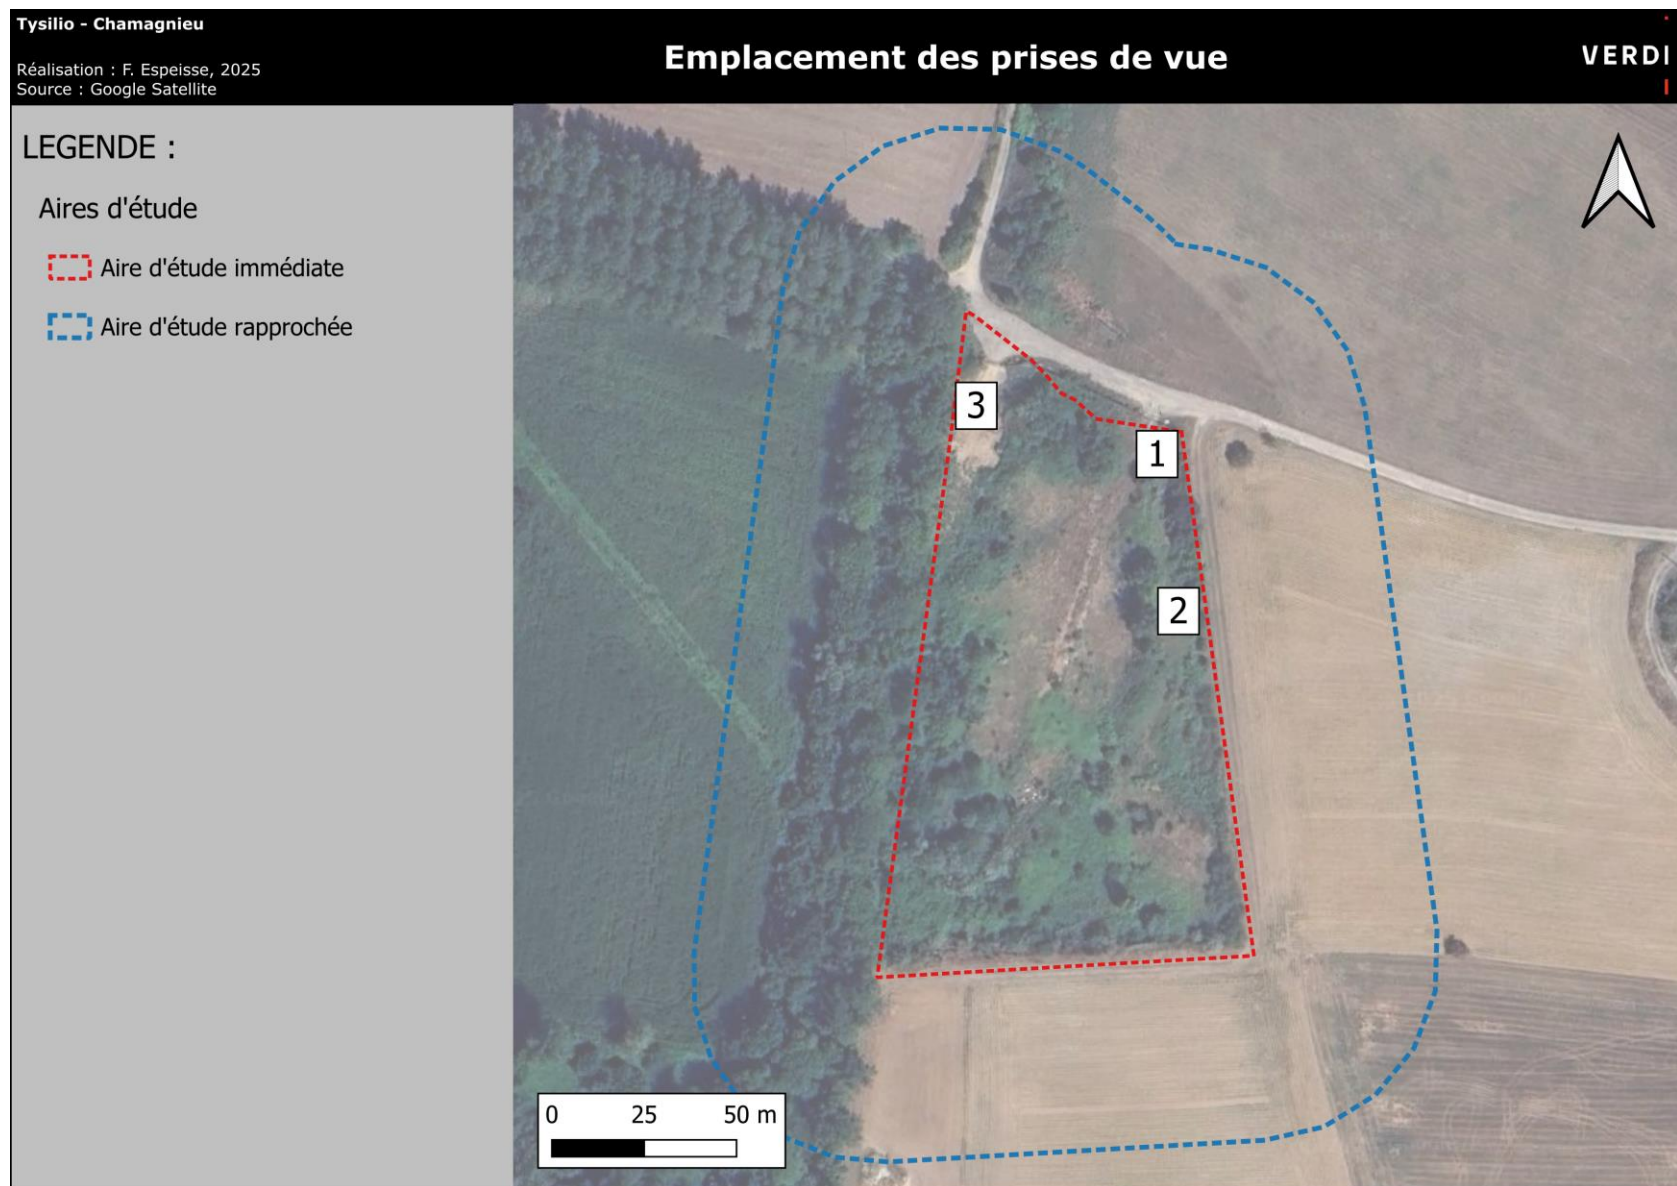 Tysilio - Chamagnieu
Réalisation : F. Espeisse, 2025
Source : Google Satellite
Emplacement des prises de vue
VERDI
LEGENDE :
Aires d'étude
Aire d'étude immédiate
Aire d'étude rapprochée
3
1
2
0 25 50 m